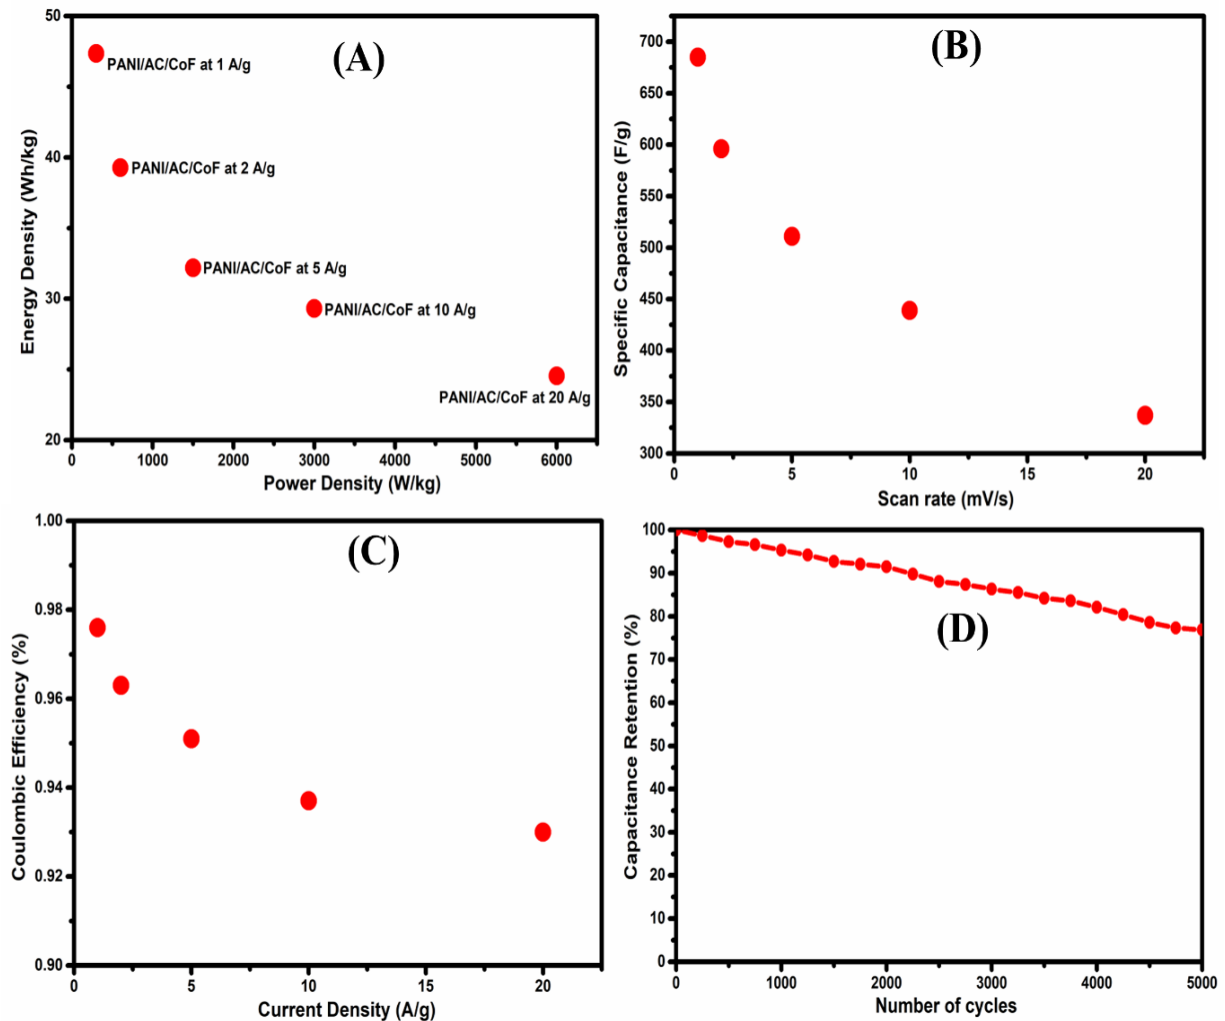 50
40
30
20
Energy Density (Wh/kg)
(A)
PANI/AC/CoF at 1 A/g
PANI/AC/CoF at 2 A/g
PANI/AC/CoF at 5 A/g
PANI/AC/CoF at 10 A/g
PANI/AC/CoF at 20 A/g
0 1000 2000 3000 4000 5000 6000
Power Density (W/kg)
(B)
700
650
600
550
500
450
400
350
300
Specific Capacitance (F/g)
5 10 15 20
Scan rate (mV/s)
1.00
0.98
0.96
0.94
0.92
0.90
Coulombic Efficiency (%)
(C)
0 5 10 15 20
Current Density (A/g)
100
90
80
70
60
50
40
30
20
10
0
Capacitance Retention (%)
(D)
0 1000 2000 3000 4000 5000
Number of cycles